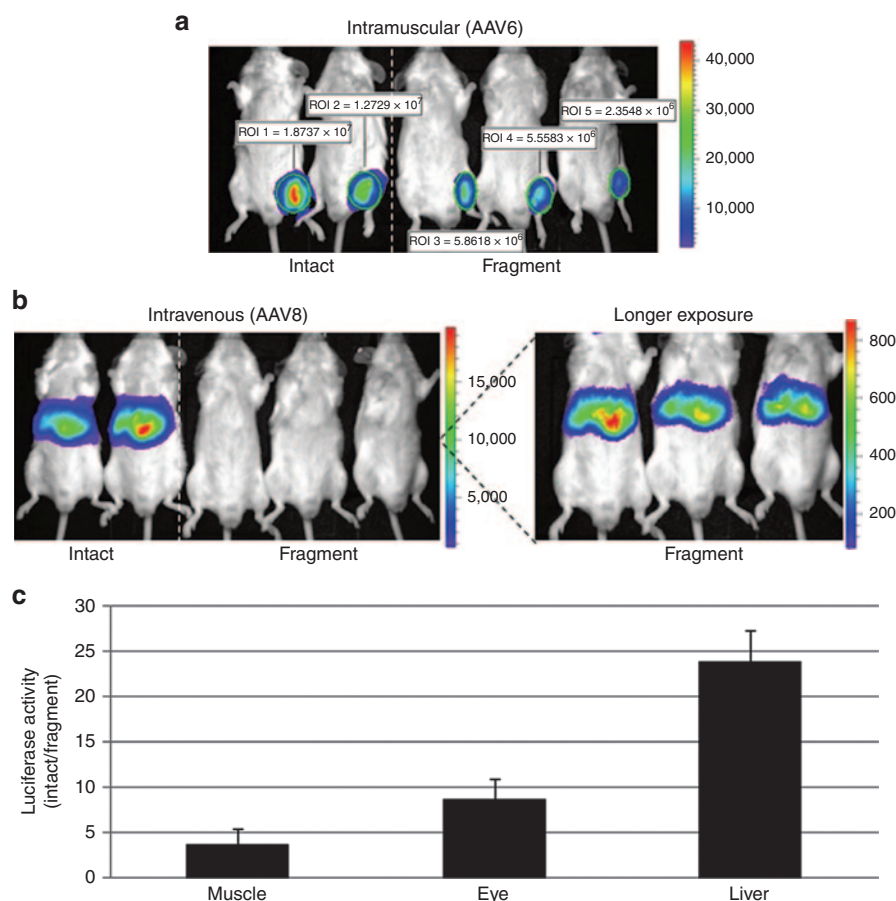 a
Intramuscular (AAV6)
ROI 2 = 1.2729 × 10⁷
ROI 1 = 1.8737 × 10⁷
ROI 5 = 2.3548 × 10⁶
ROI 4 = 5.5583 × 10⁶
ROI 3 = 5.8618 × 10⁶
40,000
30,000
20,000
10,000
Intact
Fragment
b
Intravenous (AAV8)
Longer exposure
15,000
10,000
5,000
800
600
400
200
Intact
Fragment
Fragment
c
Luciferase activity
(intact/fragment)
30
25
20
15
10
5
0
Muscle
Eye
Liver